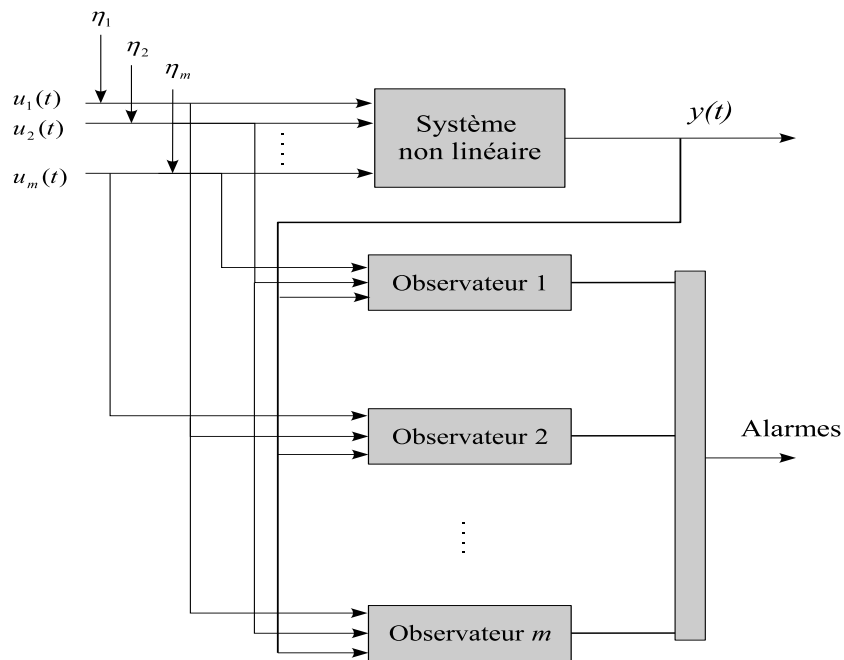 η₁
η₂
ηₘ
u₁(t)
u₂(t)
uₘ(t)
Système
non linéaire
y(t)
Observateur 1
Observateur 2
Alarmes
Observateur m